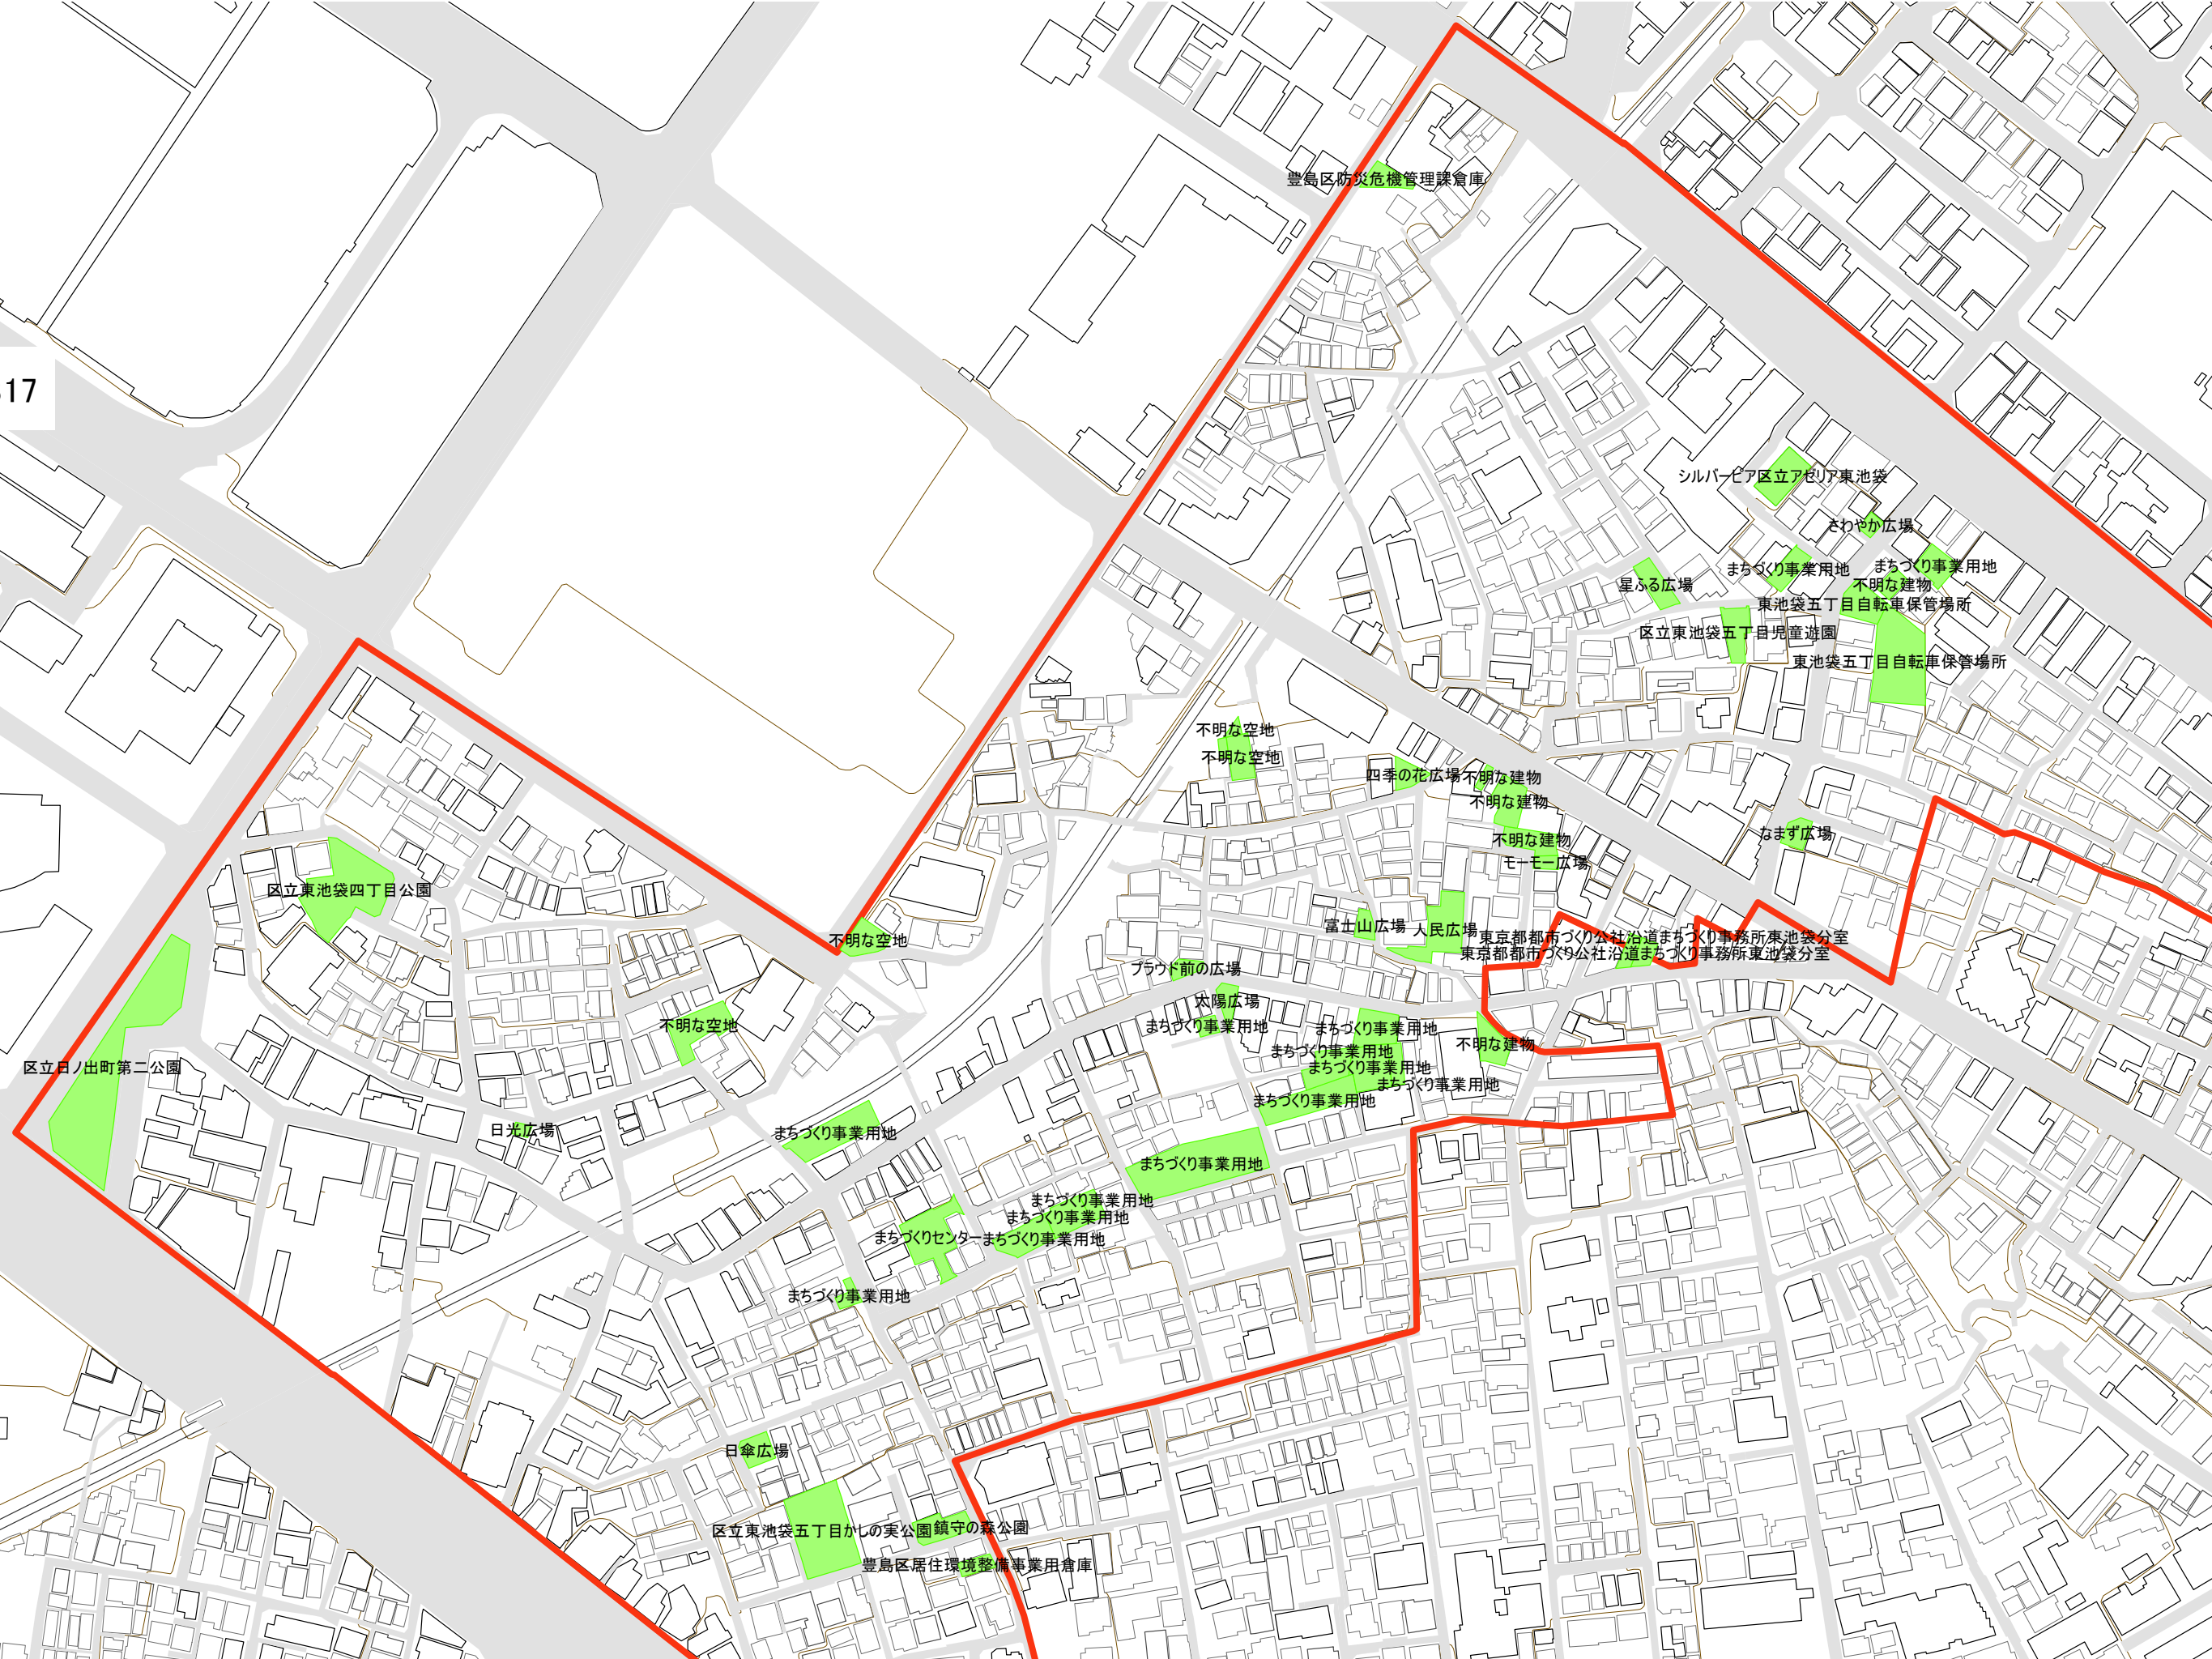 豊島区防災危機管理課倉庫
17
シルバーピア区立アゼリア東池袋
さわやか広場
まちづくり事業用地
まちづくり事業用地
星ふる広場
不明な建物
東池袋五丁目自転車保管場所
区立東池袋五丁目児童遊園
東池袋五丁目自転車保管場所
不明な空地
不明な空地
四季の花広場
不明な建物
不明な建物
なまず広場
不明な建物
モーモー広場
区立東池袋四丁目公園
富士山広場
人民広場
不明な空地
東京都都市づくり公社沿道まちづくり事務所東池袋分室
東京都都市づくり公社沿道まちづくり事務所東池袋分室
プラウド前の広場
太陽広場
不明な空地
まちづくり事業用地
まちづくり事業用地
不明な建物
まちづくり事業用地
区立日ノ出町第二公園
まちづくり事業用地
まちづくり事業用地
まちづくり事業用地
日光広場
まちづくり事業用地
まちづくり事業用地
まちづくり事業用地
まちづくり事業用地
まちづくりセンター
まちづくり事業用地
まちづくり事業用地
日傘広場
区立東池袋五丁目かしの実公園
鎮守の森公園
豊島区居住環境整備事業用倉庫